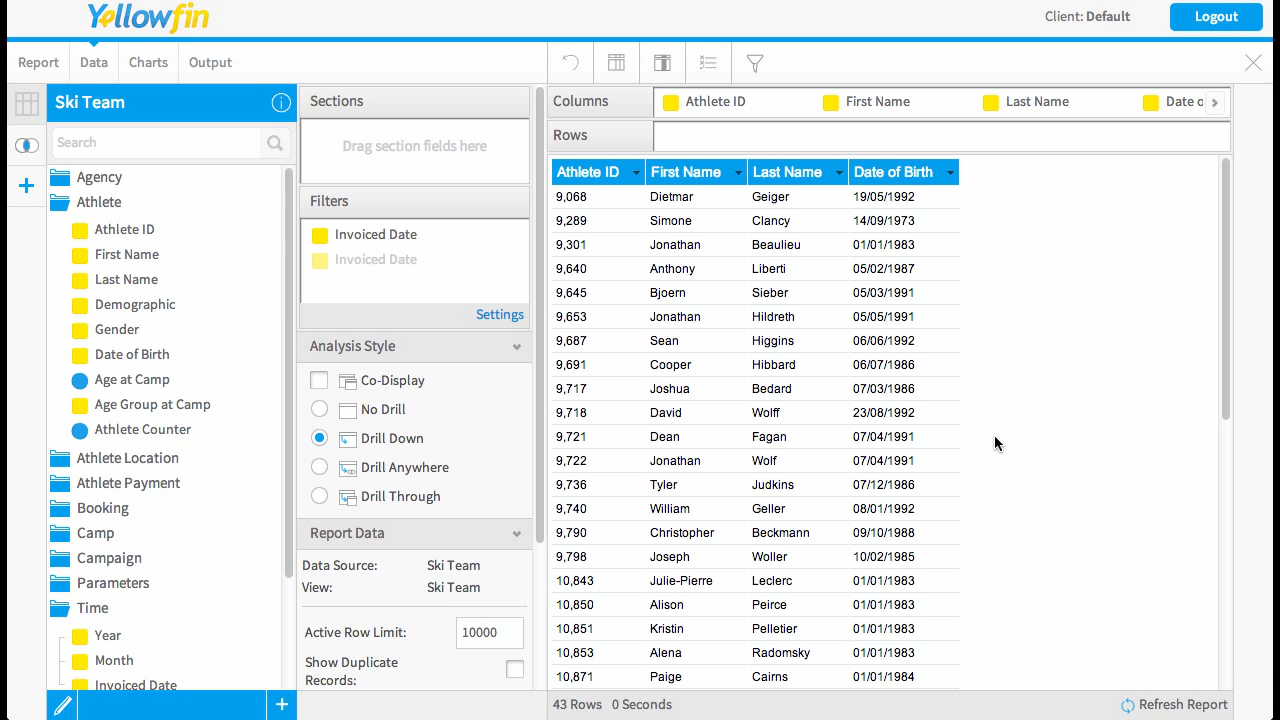 Yellowfin
Client: Default
Logout
Report
Data
Charts
Output
Ski Team
Search
Agency
Athlete
Athlete ID
First Name
Last Name
Demographic
Gender
Date of Birth
Age at Camp
Age Group at Camp
Athlete Counter
Athlete Location
Athlete Payment
Booking
Camp
Campaign
Parameters
Time
Year
Month
Invoiced Date
Sections
Drag section fields here
Filters
Invoiced Date
Invoiced Date
Settings
Analysis Style
Co-Display
No Drill
Drill Down
Drill Anywhere
Drill Through
Report Data
Data Source: Ski Team
View: Ski Team
Active Row Limit: 10000
Show Duplicate
Records:
Columns Athlete ID First Name Last Name Date o
Rows
Athlete ID First Name Last Name Date of Birth
9,068 Dietmar Geiger 19/05/1992
9,289 Simone Clancy 14/09/1973
9,301 Jonathan Beaulieu 01/01/1983
9,640 Anthony Liberti 05/02/1987
9,645 Bjoern Sieber 05/03/1991
9,653 Jonathan Hildreth 05/05/1991
9,687 Sean Higgins 06/06/1992
9,691 Cooper Hibbard 06/07/1986
9,717 Joshua Bedard 07/03/1986
9,718 David Wolff 23/08/1992
9,721 Dean Fagan 07/04/1991
9,722 Jonathan Wolf 07/04/1991
9,736 Tyler Judkins 07/12/1986
9,740 William Geller 08/01/1992
9,790 Christopher Beckmann 09/10/1988
9,798 Joseph Woller 10/02/1985
10,843 Julie-Pierre Leclerc 01/01/1983
10,850 Alison Peirce 01/01/1983
10,851 Kristin Pelletier 01/01/1983
10,853 Alena Radomsky 01/01/1983
10,871 Paige Cairns 01/01/1984
43 Rows 0 Seconds
Refresh Report